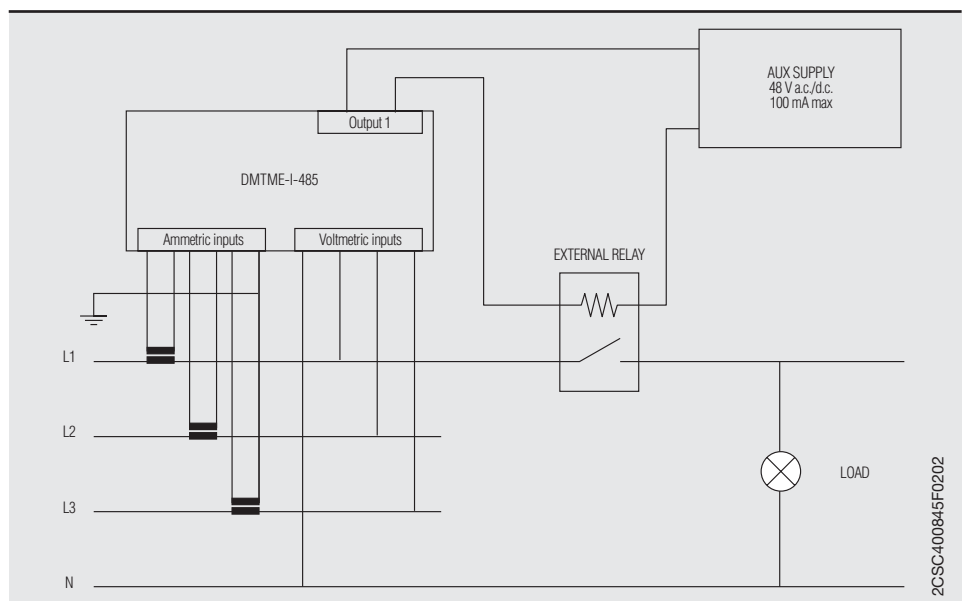 AUX SUPPLY
48 V a.c./d.c.
100 mA max
Output 1
DMTME-I-485
Ammetric inputs
Voltmetric inputs
EXTERNAL RELAY
L1
L2
LOAD
L3
N
2CSC400845F0202